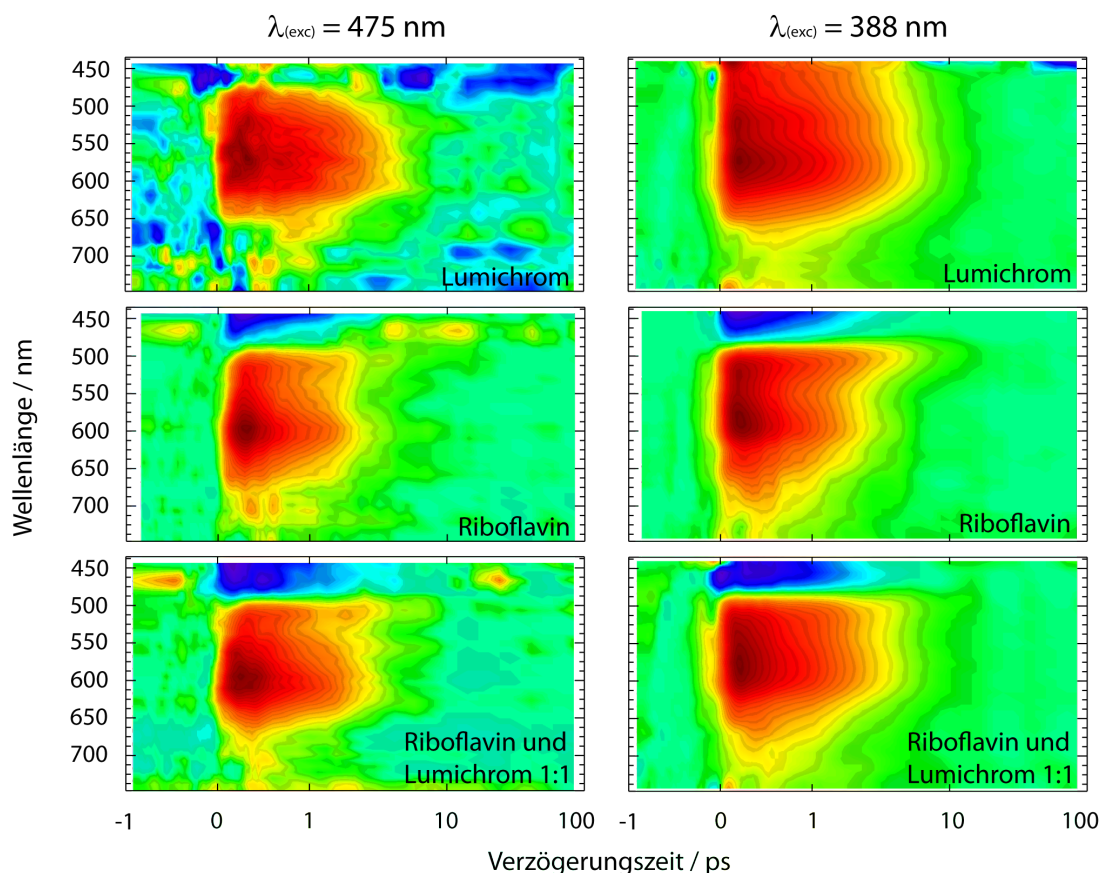 λ(exc) = 475 nm
λ(exc) = 388 nm
Wellenlänge / nm
450
500
550
600
650
700
Lumichrom
Lumichrom
450
500
550
600
650
700
Riboflavin
Riboflavin
450
500
550
600
650
700
Riboflavin und
Lumichrom 1:1
Riboflavin und
Lumichrom 1:1
-1 0 1 10 100
-1 0 1 10 100
Verzögerungszeit / ps